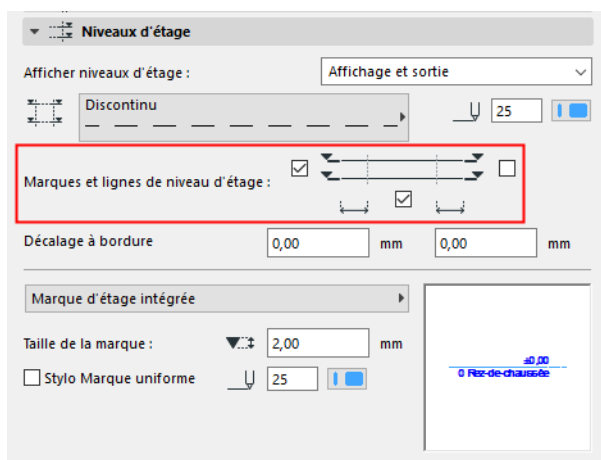 Niveaux d'étage
Afficher niveaux d'étage :
Affichage et sortie
Discontinu
25
Marques et lignes de niveau d'étage :
Décalage à bordure
0,00 mm
0,00 mm
Marque d'étage intégrée
Taille de la marque :
2,00 mm
Stylo Marque uniforme
25
±0,00
0 Rez-de-chaussée